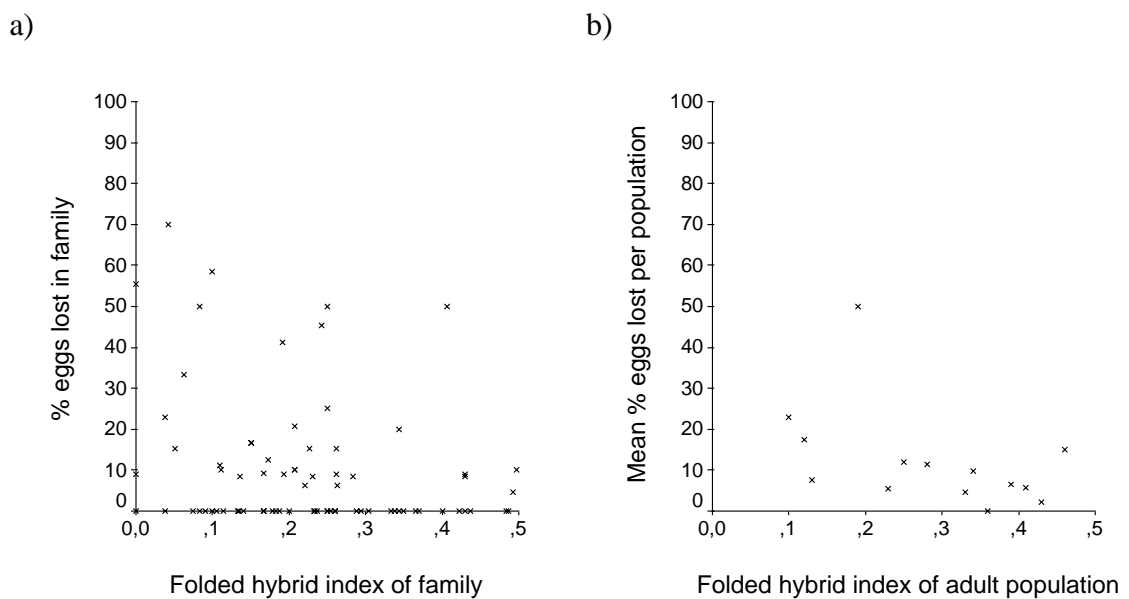 a)
% eggs lost in family
100
90
80
70
60
50
40
30
20
10
0
0,0 ,1 ,2 ,3 ,4 ,5
Folded hybrid index of family
b)
Mean % eggs lost per population
100
90
80
70
60
50
40
30
20
10
0
0,0 ,1 ,2 ,3 ,4 ,5
Folded hybrid index of adult population